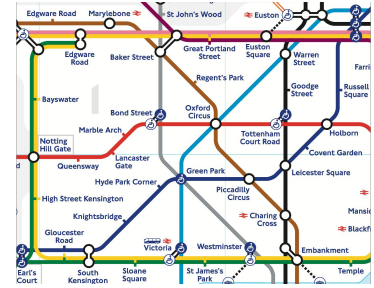 Edgware Road
Marylebone
St John's Wood
Euston
Edgware
Road
Baker Street
Great Portland
Street
Euston
Square
Warren
Street
Farri
Regent's Park
Goodge
Street
Russell
Square
Bayswater
Bond Street
Oxford
Circus
Marble Arch
Tottenham
Court Road
Holborn
Notting
Hill Gate
Lancaster
Gate
Queensway
Covent Garden
Green Park
Leicester Square
Hyde Park Corner
Piccadilly
Circus
High Street Kensington
Knightsbridge
Charing
Cross
Mansi
Gloucester
Road
Victoria
Westminster
Blackf
Embankment
Earl's
Court
South
Kensington
Sloane
Square
St James's
Park
Temple